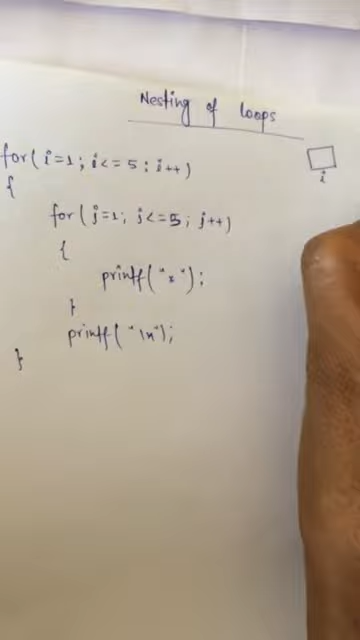 Nesting of loops
for(i=1; i<=5; i++)
{
for(j=1; j<=5; j++)
{
printf("*");
}
printf("\n");
}
i